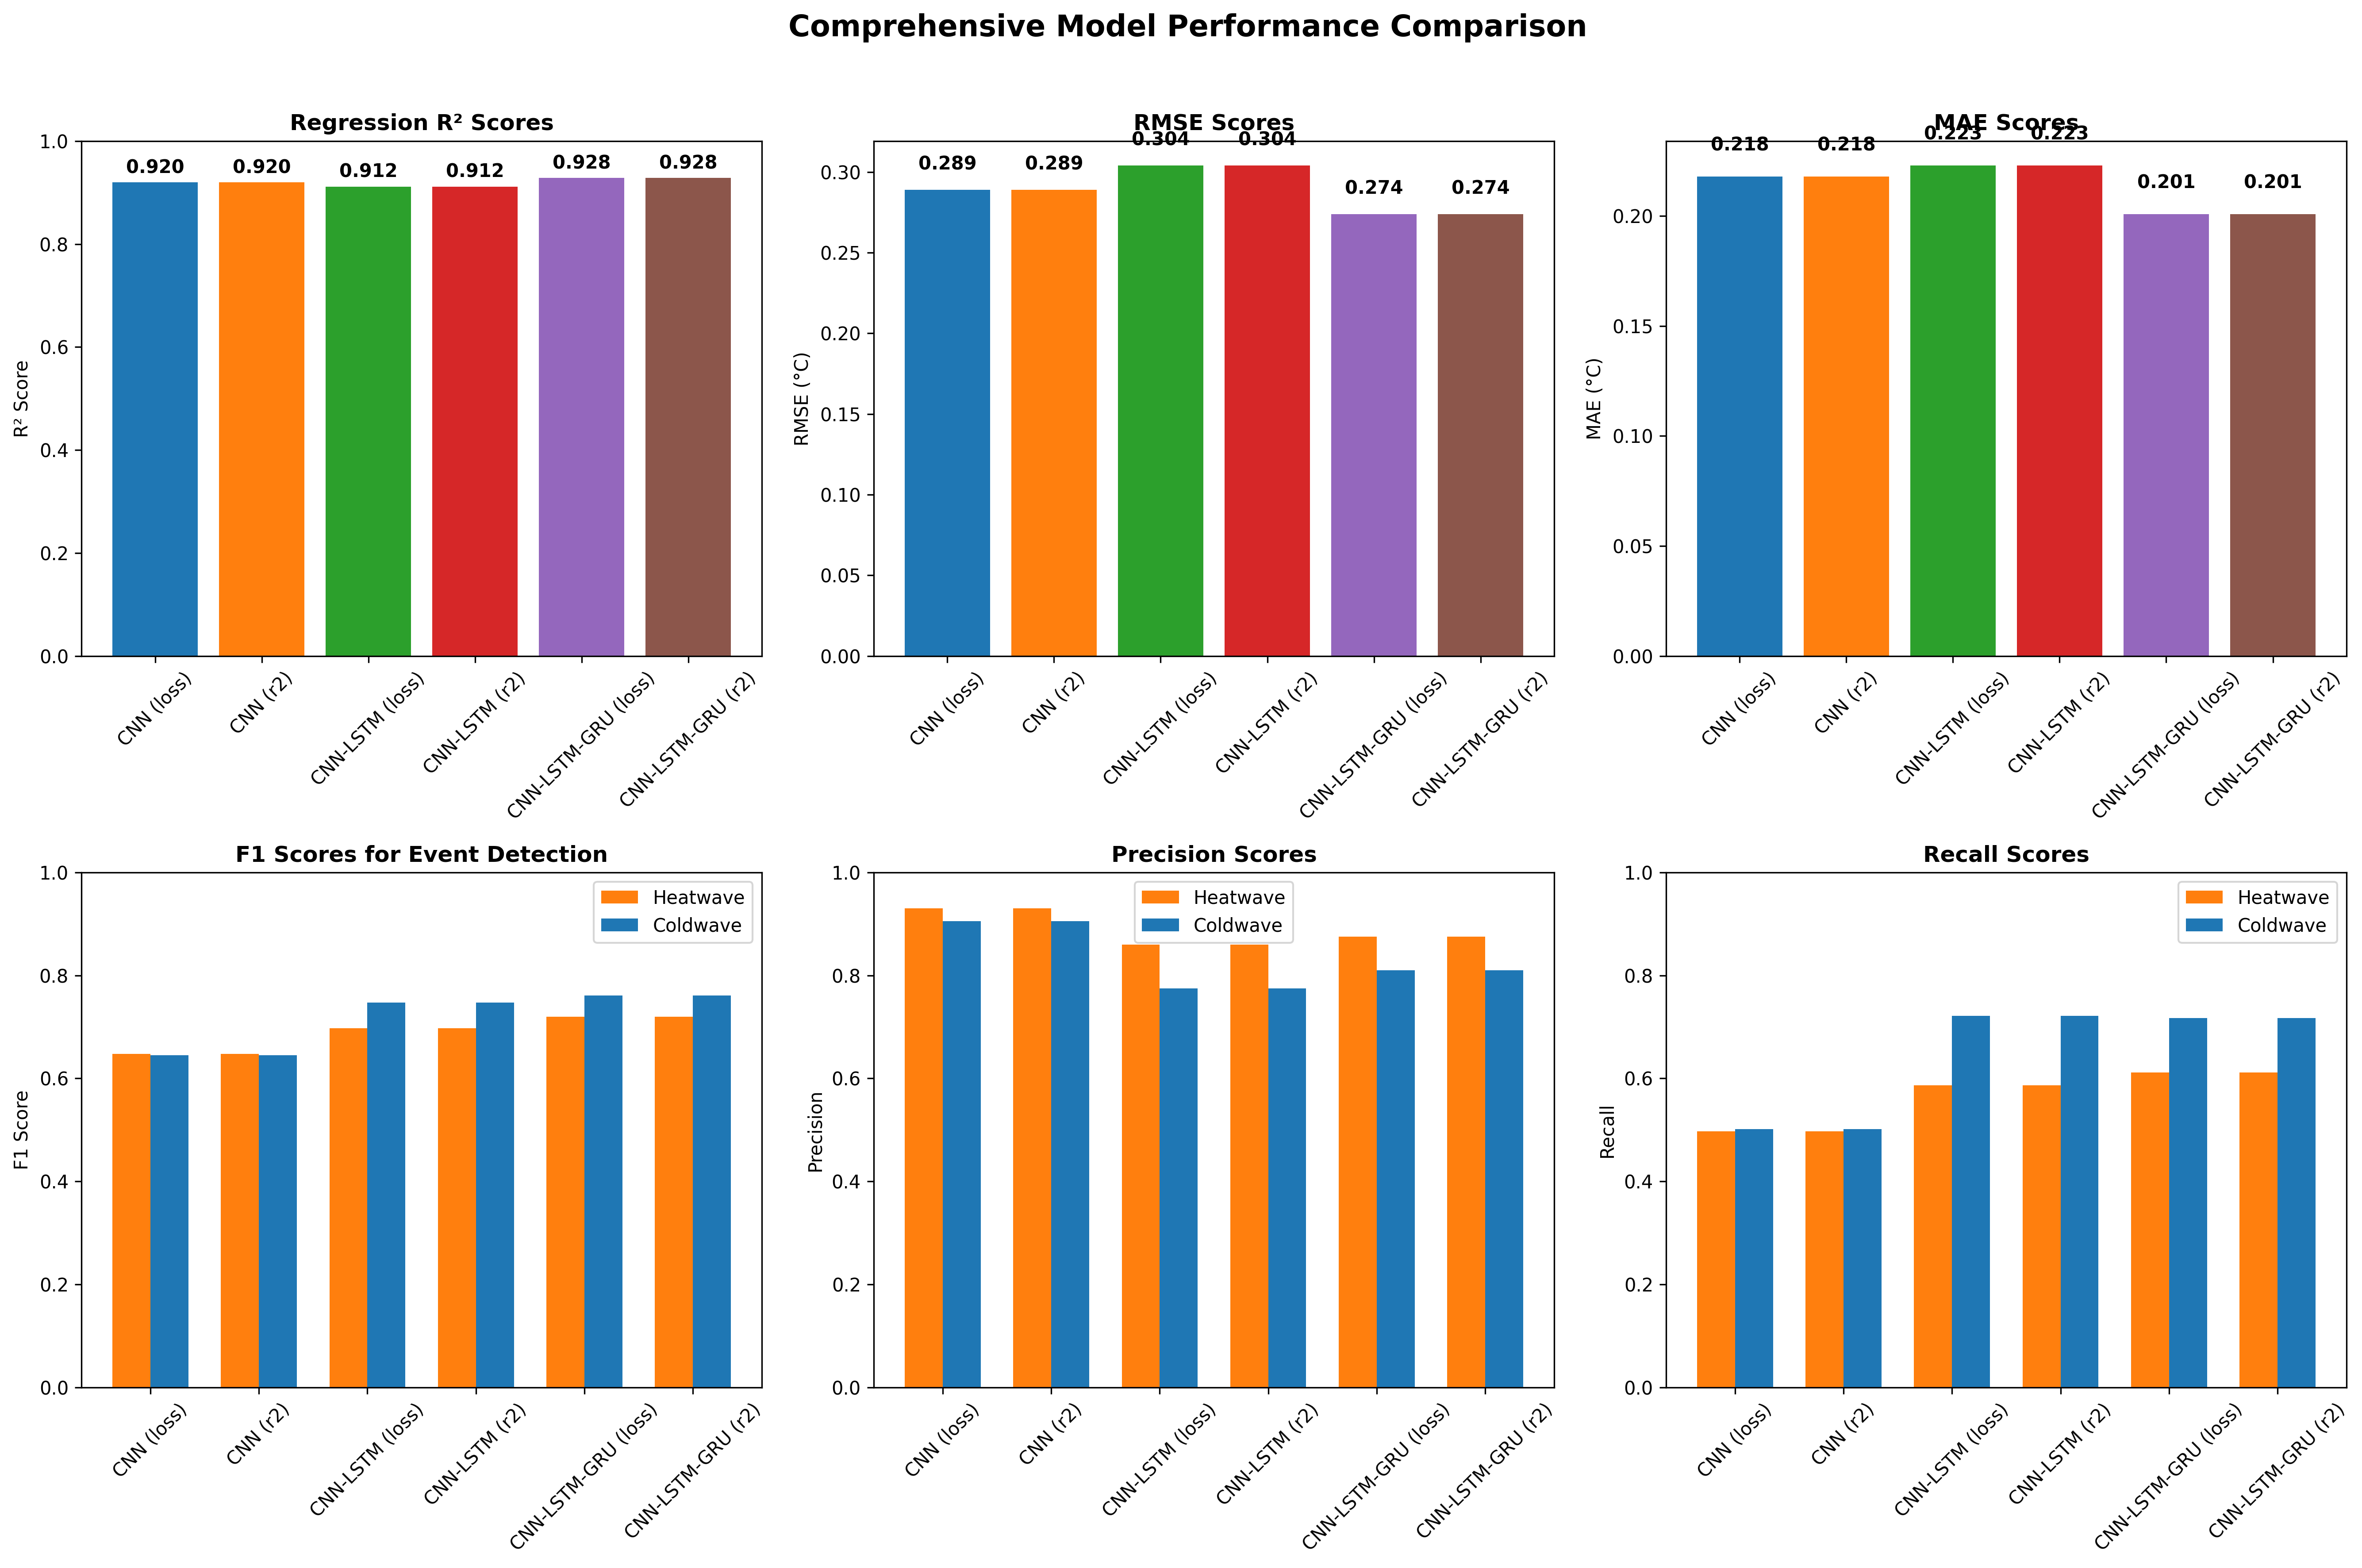 Comprehensive Model Performance Comparison
Regression R² Scores
R² Score
1.0
0.8
0.6
0.4
0.2
0.0
0.920
0.920
0.912
0.912
0.928
0.928
CNN (loss)
CNN (r2)
CNN-LSTM (loss)
CNN-LSTM (r2)
CNN-LSTM-GRU (loss)
CNN-LSTM-GRU (r2)
RMSE Scores
RMSE (°C)
0.30
0.25
0.20
0.15
0.10
0.05
0.00
0.289
0.289
0.304
0.304
0.274
0.274
CNN (loss)
CNN (r2)
CNN-LSTM (loss)
CNN-LSTM (r2)
CNN-LSTM-GRU (loss)
CNN-LSTM-GRU (r2)
MAE Scores
MAE (°C)
0.20
0.15
0.10
0.05
0.00
0.218
0.218
0.223
0.223
0.201
0.201
CNN (loss)
CNN (r2)
CNN-LSTM (loss)
CNN-LSTM (r2)
CNN-LSTM-GRU (loss)
CNN-LSTM-GRU (r2)
F1 Scores for Event Detection
F1 Score
1.0
0.8
0.6
0.4
0.2
0.0
Heatwave
Coldwave
CNN (loss)
CNN (r2)
CNN-LSTM (loss)
CNN-LSTM (r2)
CNN-LSTM-GRU (loss)
CNN-LSTM-GRU (r2)
Precision Scores
Precision
1.0
0.8
0.6
0.4
0.2
0.0
Heatwave
Coldwave
CNN (loss)
CNN (r2)
CNN-LSTM (loss)
CNN-LSTM (r2)
CNN-LSTM-GRU (loss)
CNN-LSTM-GRU (r2)
Recall Scores
Recall
1.0
0.8
0.6
0.4
0.2
0.0
Heatwave
Coldwave
CNN (loss)
CNN (r2)
CNN-LSTM (loss)
CNN-LSTM (r2)
CNN-LSTM-GRU (loss)
CNN-LSTM-GRU (r2)